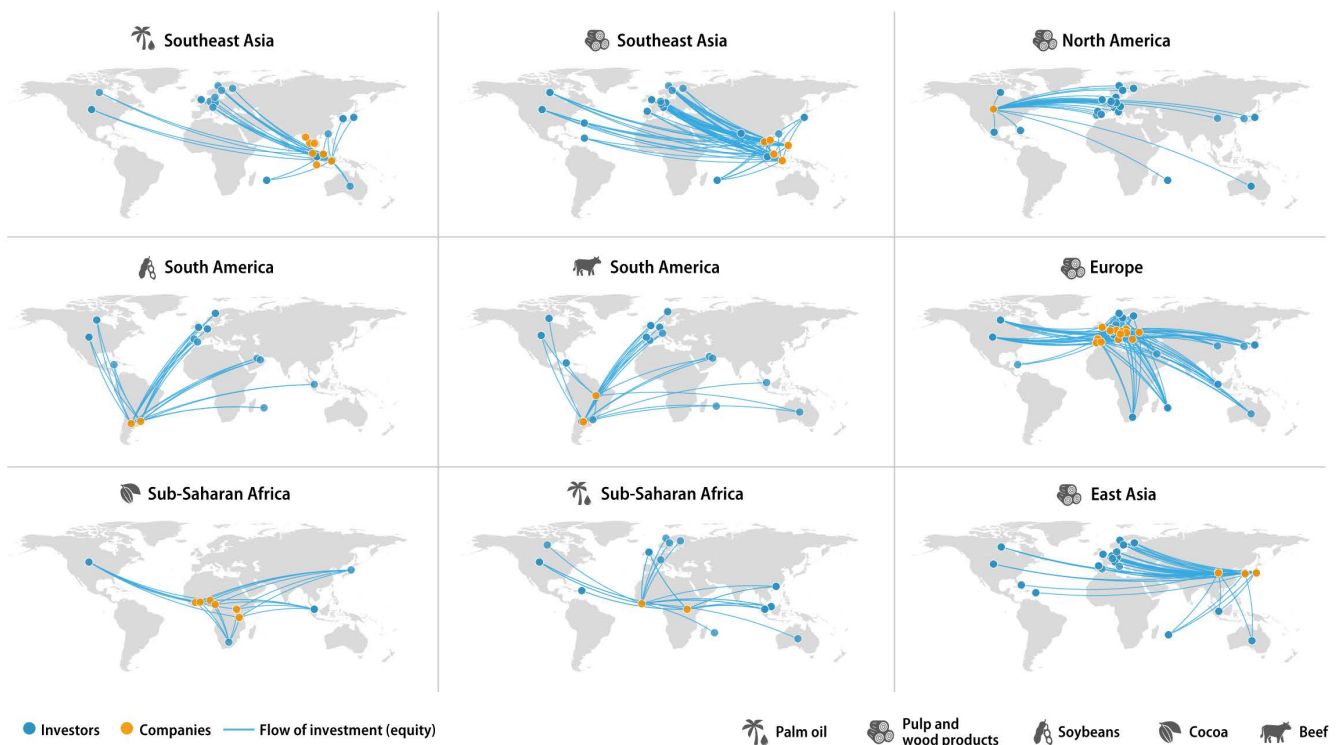 Southeast Asia
Southeast Asia
North America
South America
South America
Europe
Sub-Saharan Africa
Sub-Saharan Africa
East Asia
Investors
Companies
Flow of investment (equity)
Palm oil
Pulp and
wood products
Soybeans
Cocoa
Beef